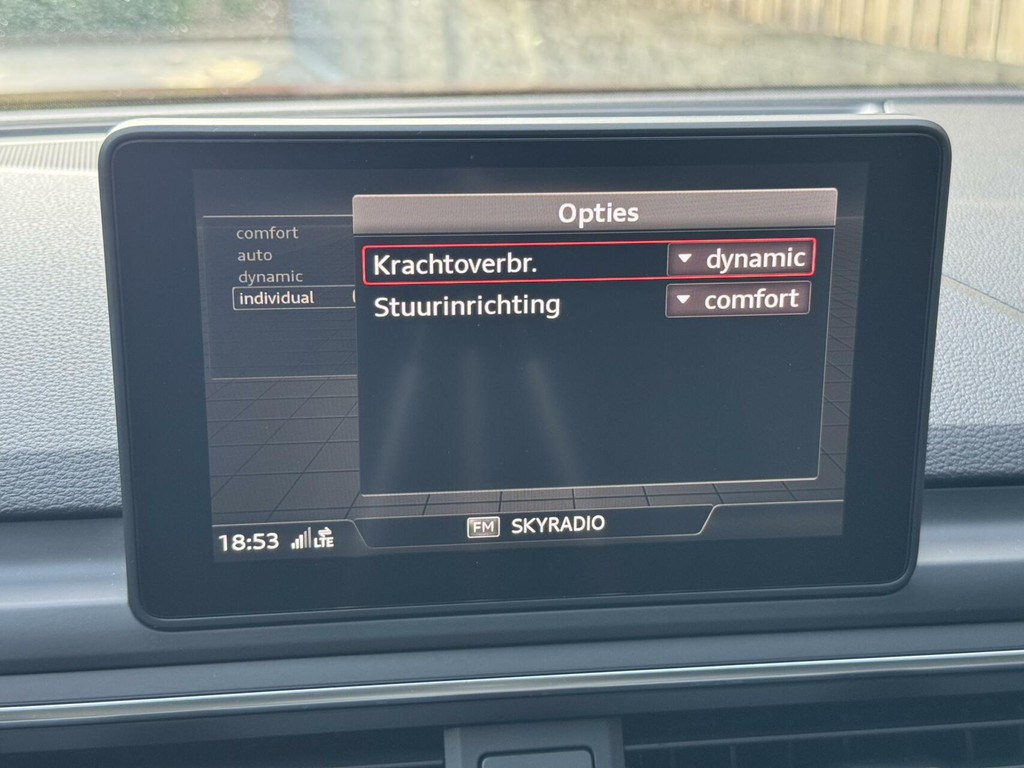 Opties
comfort
auto
dynamic
individual
Krachtoverbr. dynamic
Stuurinrichting comfort
18:53 LTE
FM SKYRADIO